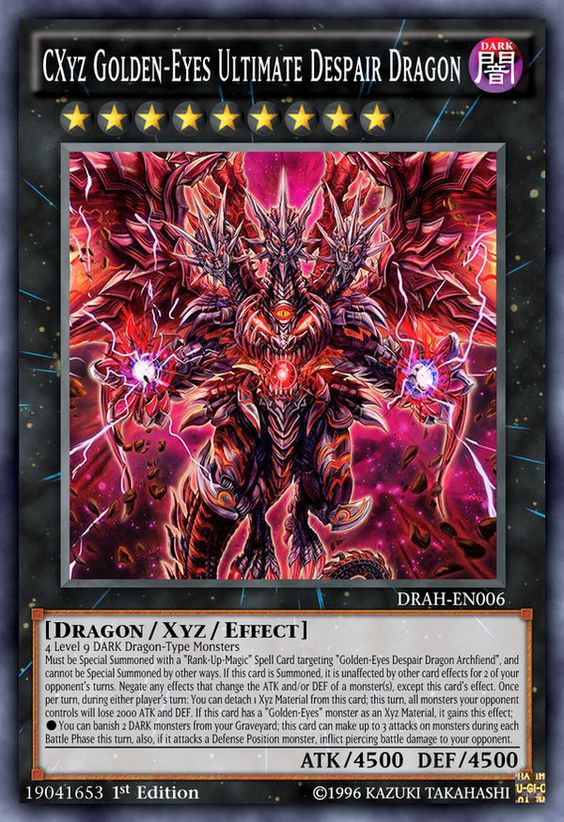 CXyz Golden-Eyes Ultimate Despair Dragon
DARK
闇
DRAH-EN006
[Dragon / Xyz / Effect]
4 Level 9 DARK Dragon-Type Monsters
Must be Special Summoned with a "Rank-Up-Magic" Spell Card targeting "Golden-Eyes Despair Dragon Archfiend", and
cannot be Special Summoned by other ways. If this card is Summoned, it is unaffected by other card effects for 2 of your
opponent's turns. Negate any effects that change the ATK and/or DEF of a monster(s), except this card's effect. Once
per turn, during either player's turn: You can detach 1 Xyz Material from this card; this turn, all monsters your opponent
controls will lose 2000 ATK and DEF. If this card has a "Golden-Eyes" monster as an Xyz Material, it gains this effect;
●You can banish 2 DARK monsters from your Graveyard; this card can make up to 3 attacks on monsters during each
Battle Phase this turn, also, if it attacks a Defense Position monster, inflict piercing battle damage to your opponent.
ATK/4500 DEF/4500
19041653 1st Edition
©1996 KAZUKI TAKAHASHI